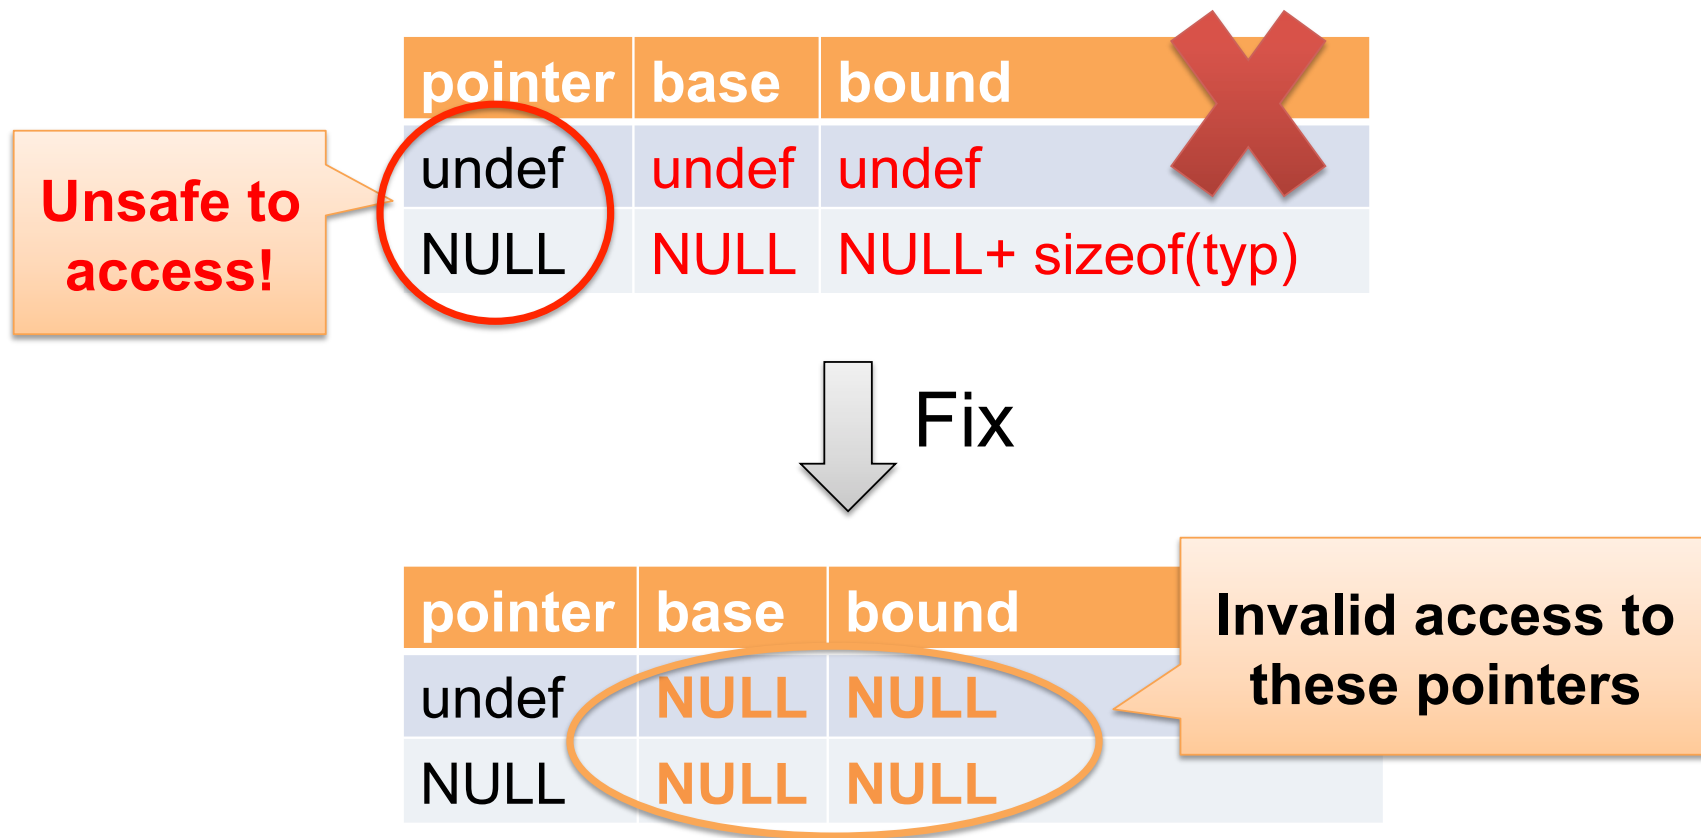 pointer base bound
undef undef undef
NULL NULL NULL+ sizeof(typ)
Unsafe to
access!
Fix
pointer base bound
undef NULL NULL
NULL NULL NULL
Invalid access to
these pointers